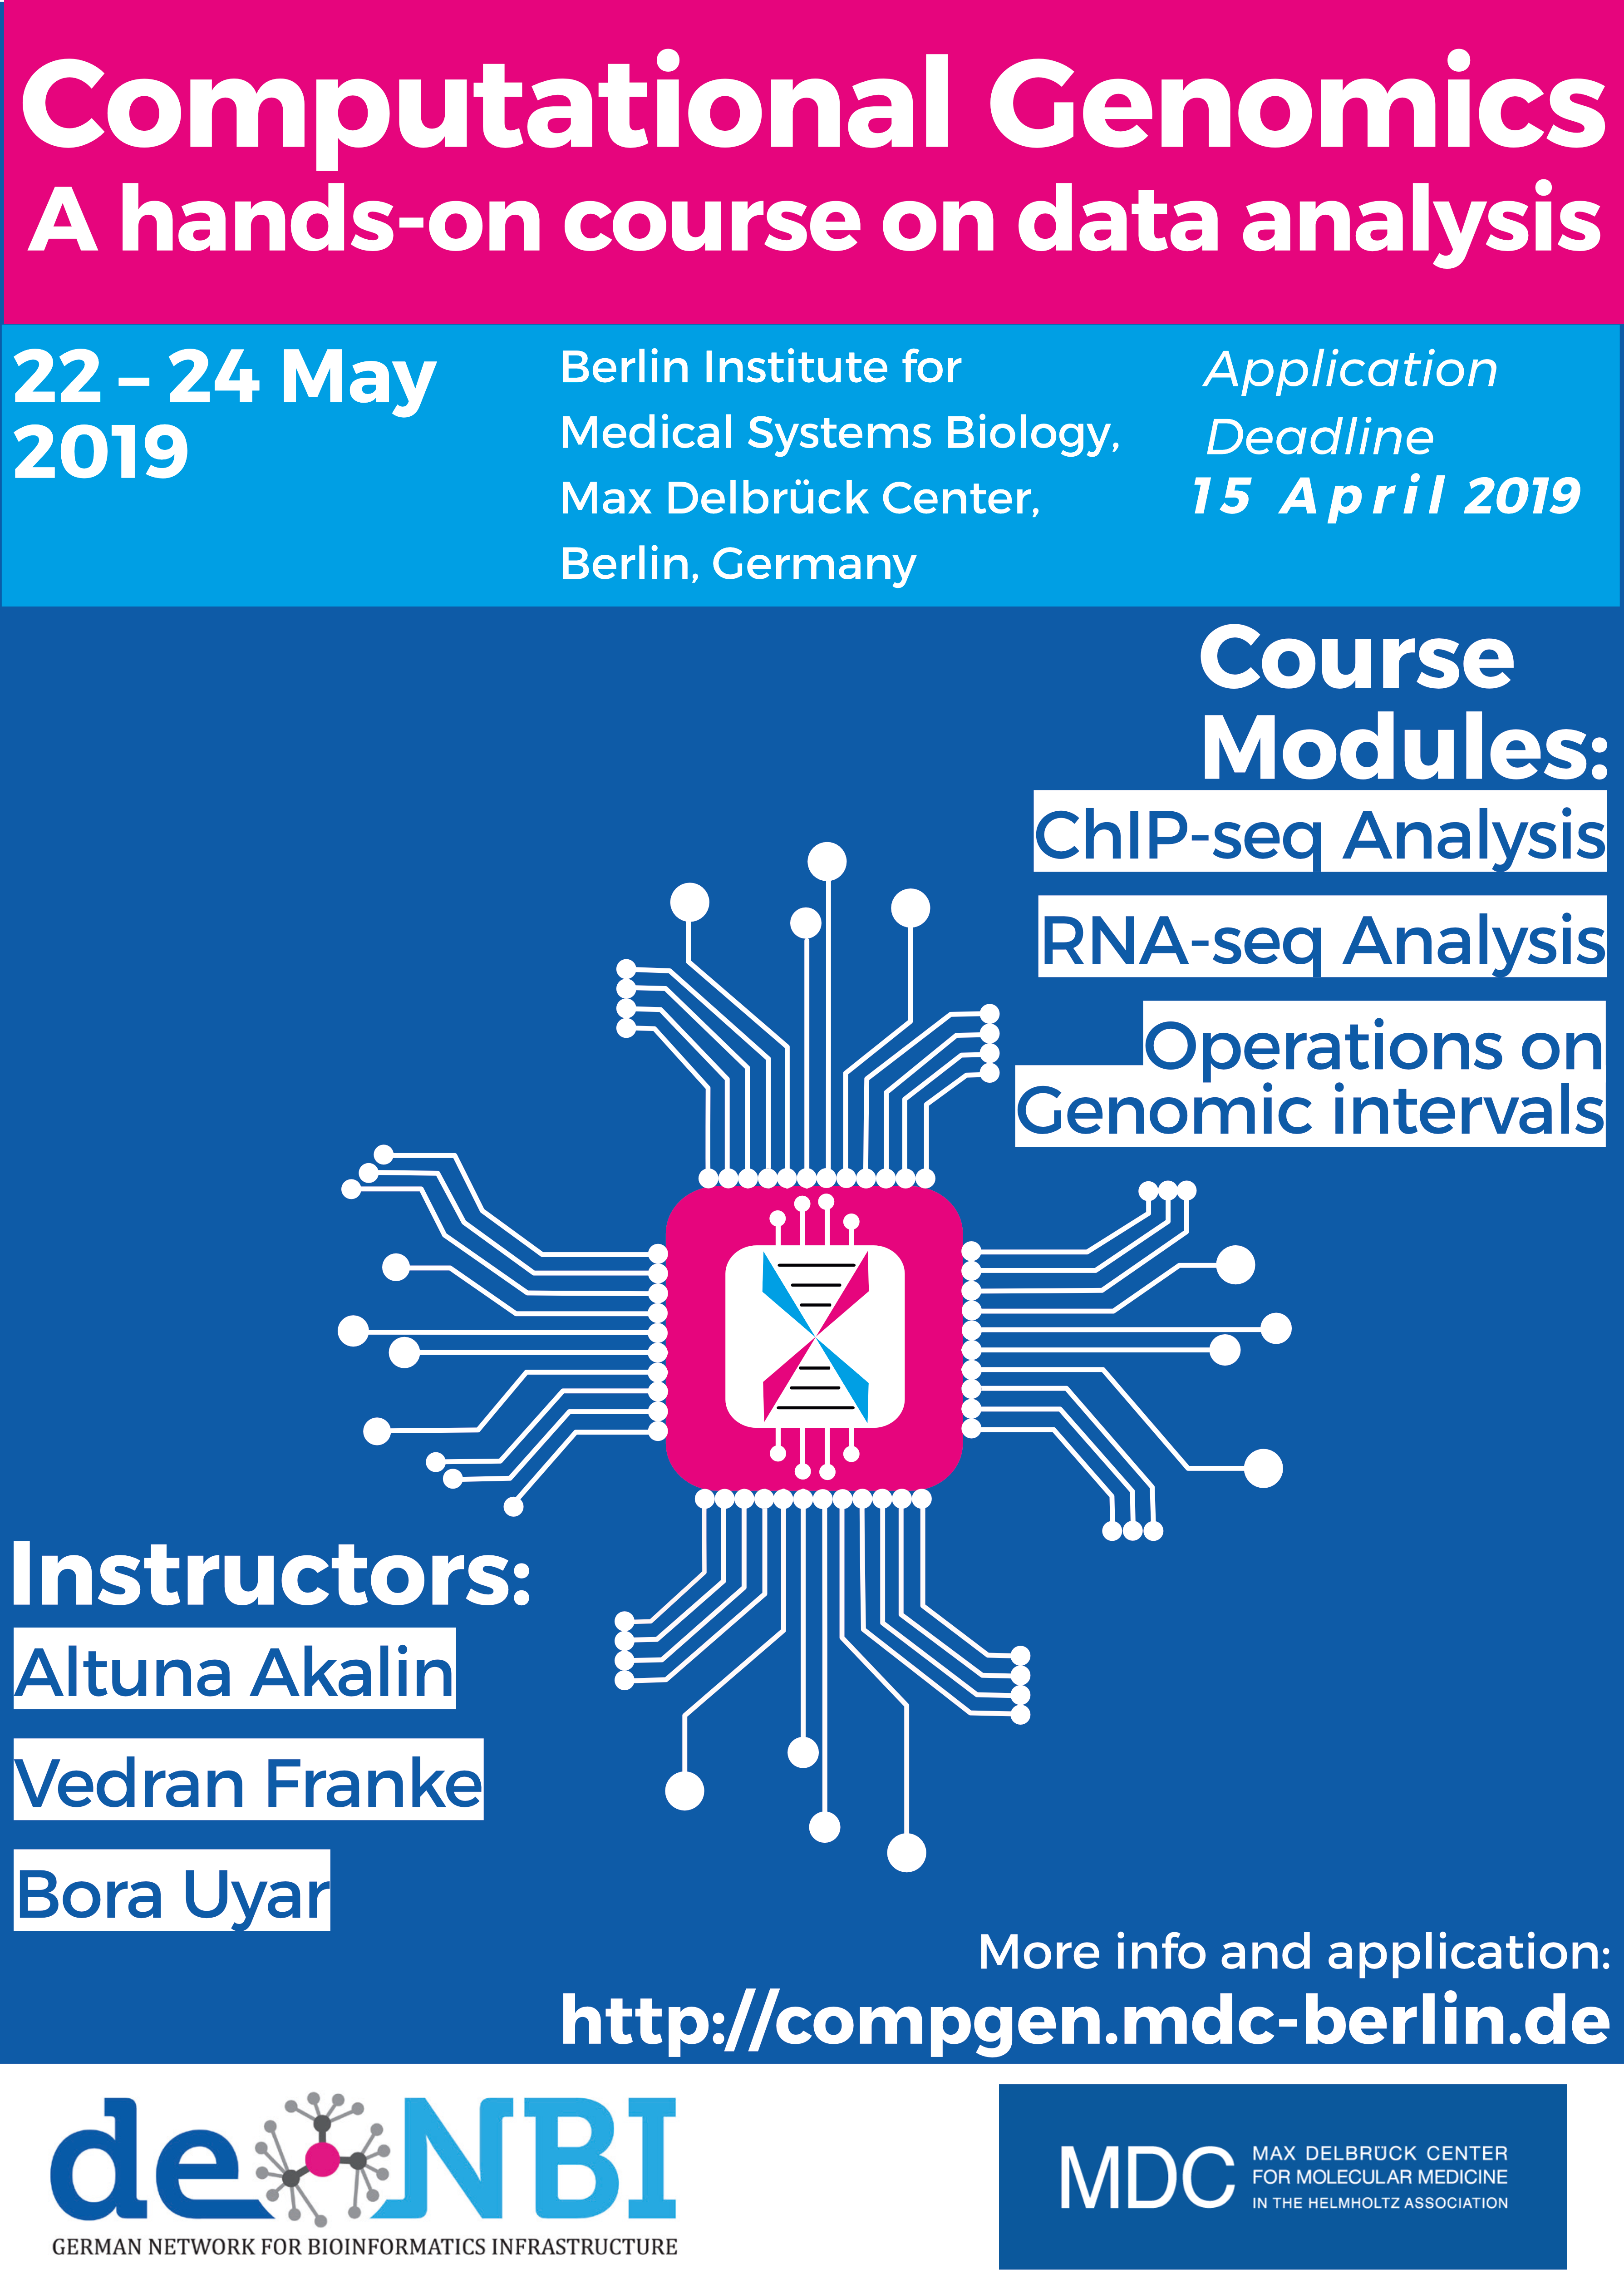 Computational Genomics
A hands-on course on data analysis
22 – 24 May
2019
Berlin Institute for
Medical Systems Biology,
Max Delbrück Center,
Berlin, Germany
Application
Deadline
15 April 2019
Course
Modules:
ChIP-seq Analysis
RNA-seq Analysis
Operations on
Genomic intervals
Instructors:
Altuna Akalin
Vedran Franke
Bora Uyar
More info and application:
http://compgen.mdc-berlin.de
de NBI
GERMAN NETWORK FOR BIOINFORMATICS INFRASTRUCTURE
MDC
MAX DELBRÜCK CENTER
FOR MOLECULAR MEDICINE
IN THE HELMHOLTZ ASSOCIATION